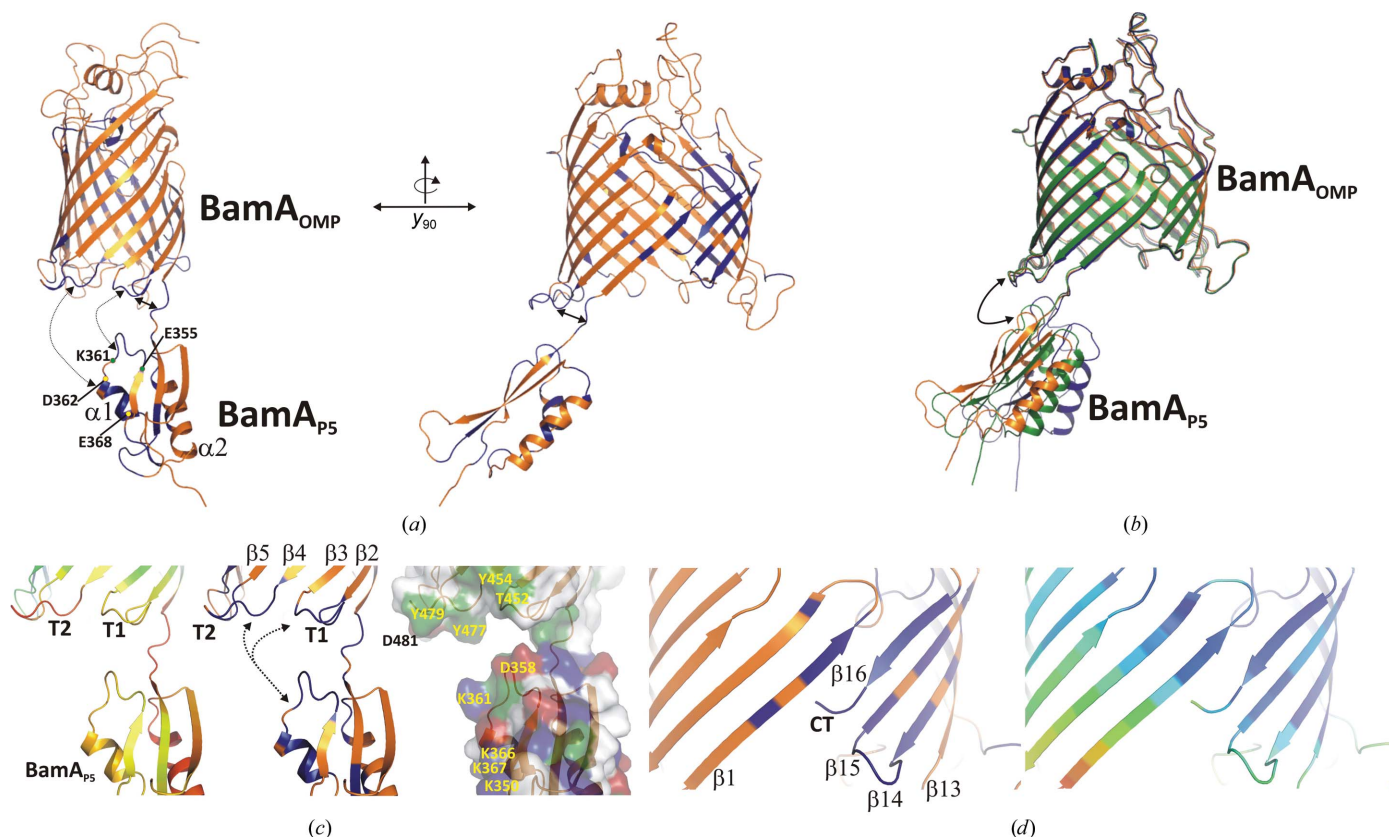 BamA_OMP
y_90
E355
K361
D362
α1
E368
BamA_P5
α2
(a)
BamA_OMP
BamA_P5
(b)
T2 T1
BamA_P5
β5 β4 β3 β2
T2 T1
Y454
T452
Y479
Y477
D481
D358
K361
K366
K367
K350
(c)
β16
CT
β15
β1
β14
β13
(d)